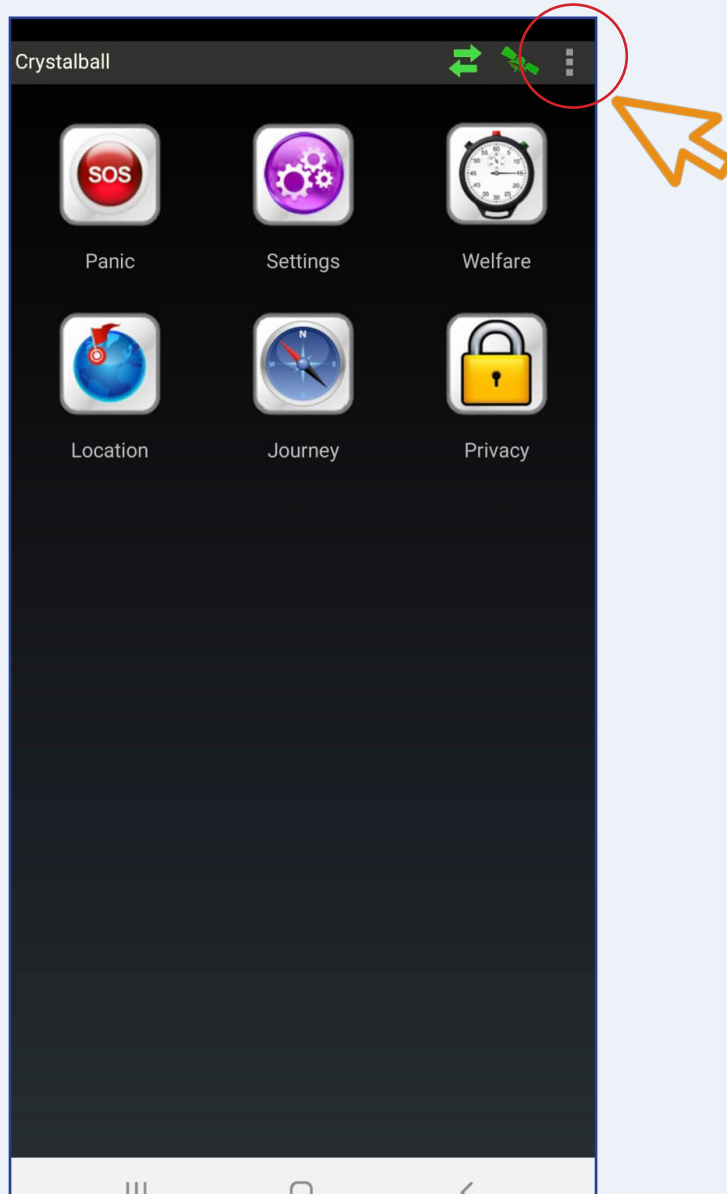 Crystalball
SOS
Panic
Settings
Welfare
N
Location
Journey
Privacy